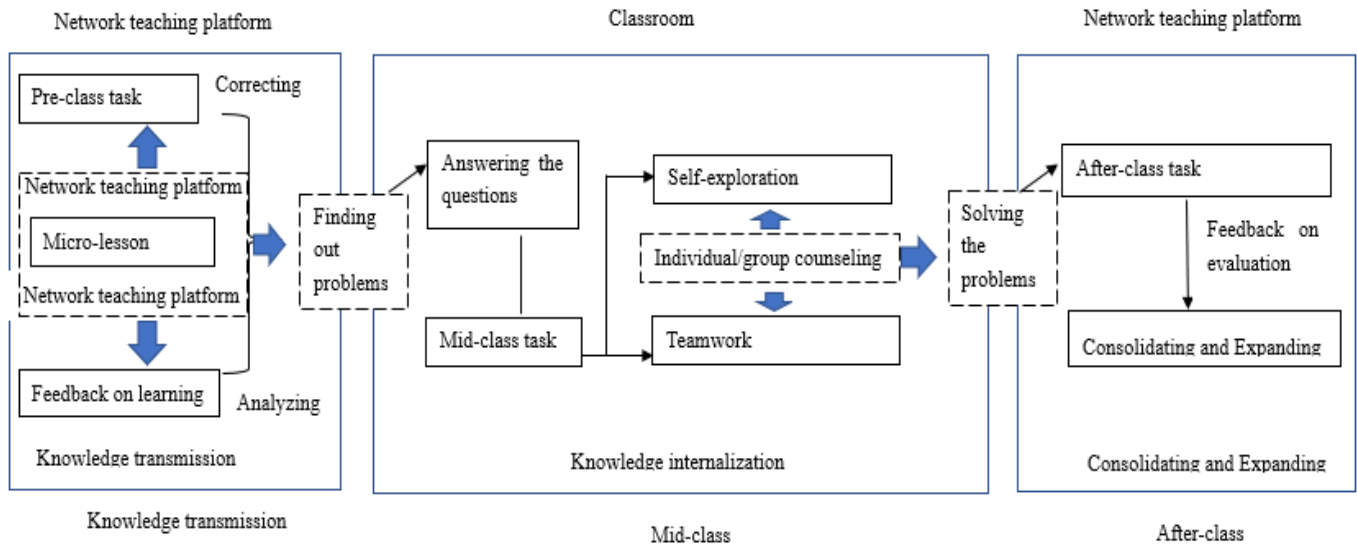 Network teaching platform
Classroom
Network teaching platform
Pre-class task
Correcting
Network teaching platform
Micro-lesson
Network teaching platform
Feedback on learning
Analyzing
Knowledge transmission
Knowledge transmission
Finding
out
problems
Answering the
questions
Mid-class task
Self-exploration
Individual/group counseling
Teamwork
Knowledge internalization
Mid-class
Solving
the
problems
After-class task
Feedback on
evaluation
Consolidating and Expanding
Consolidating and Expanding
After-class